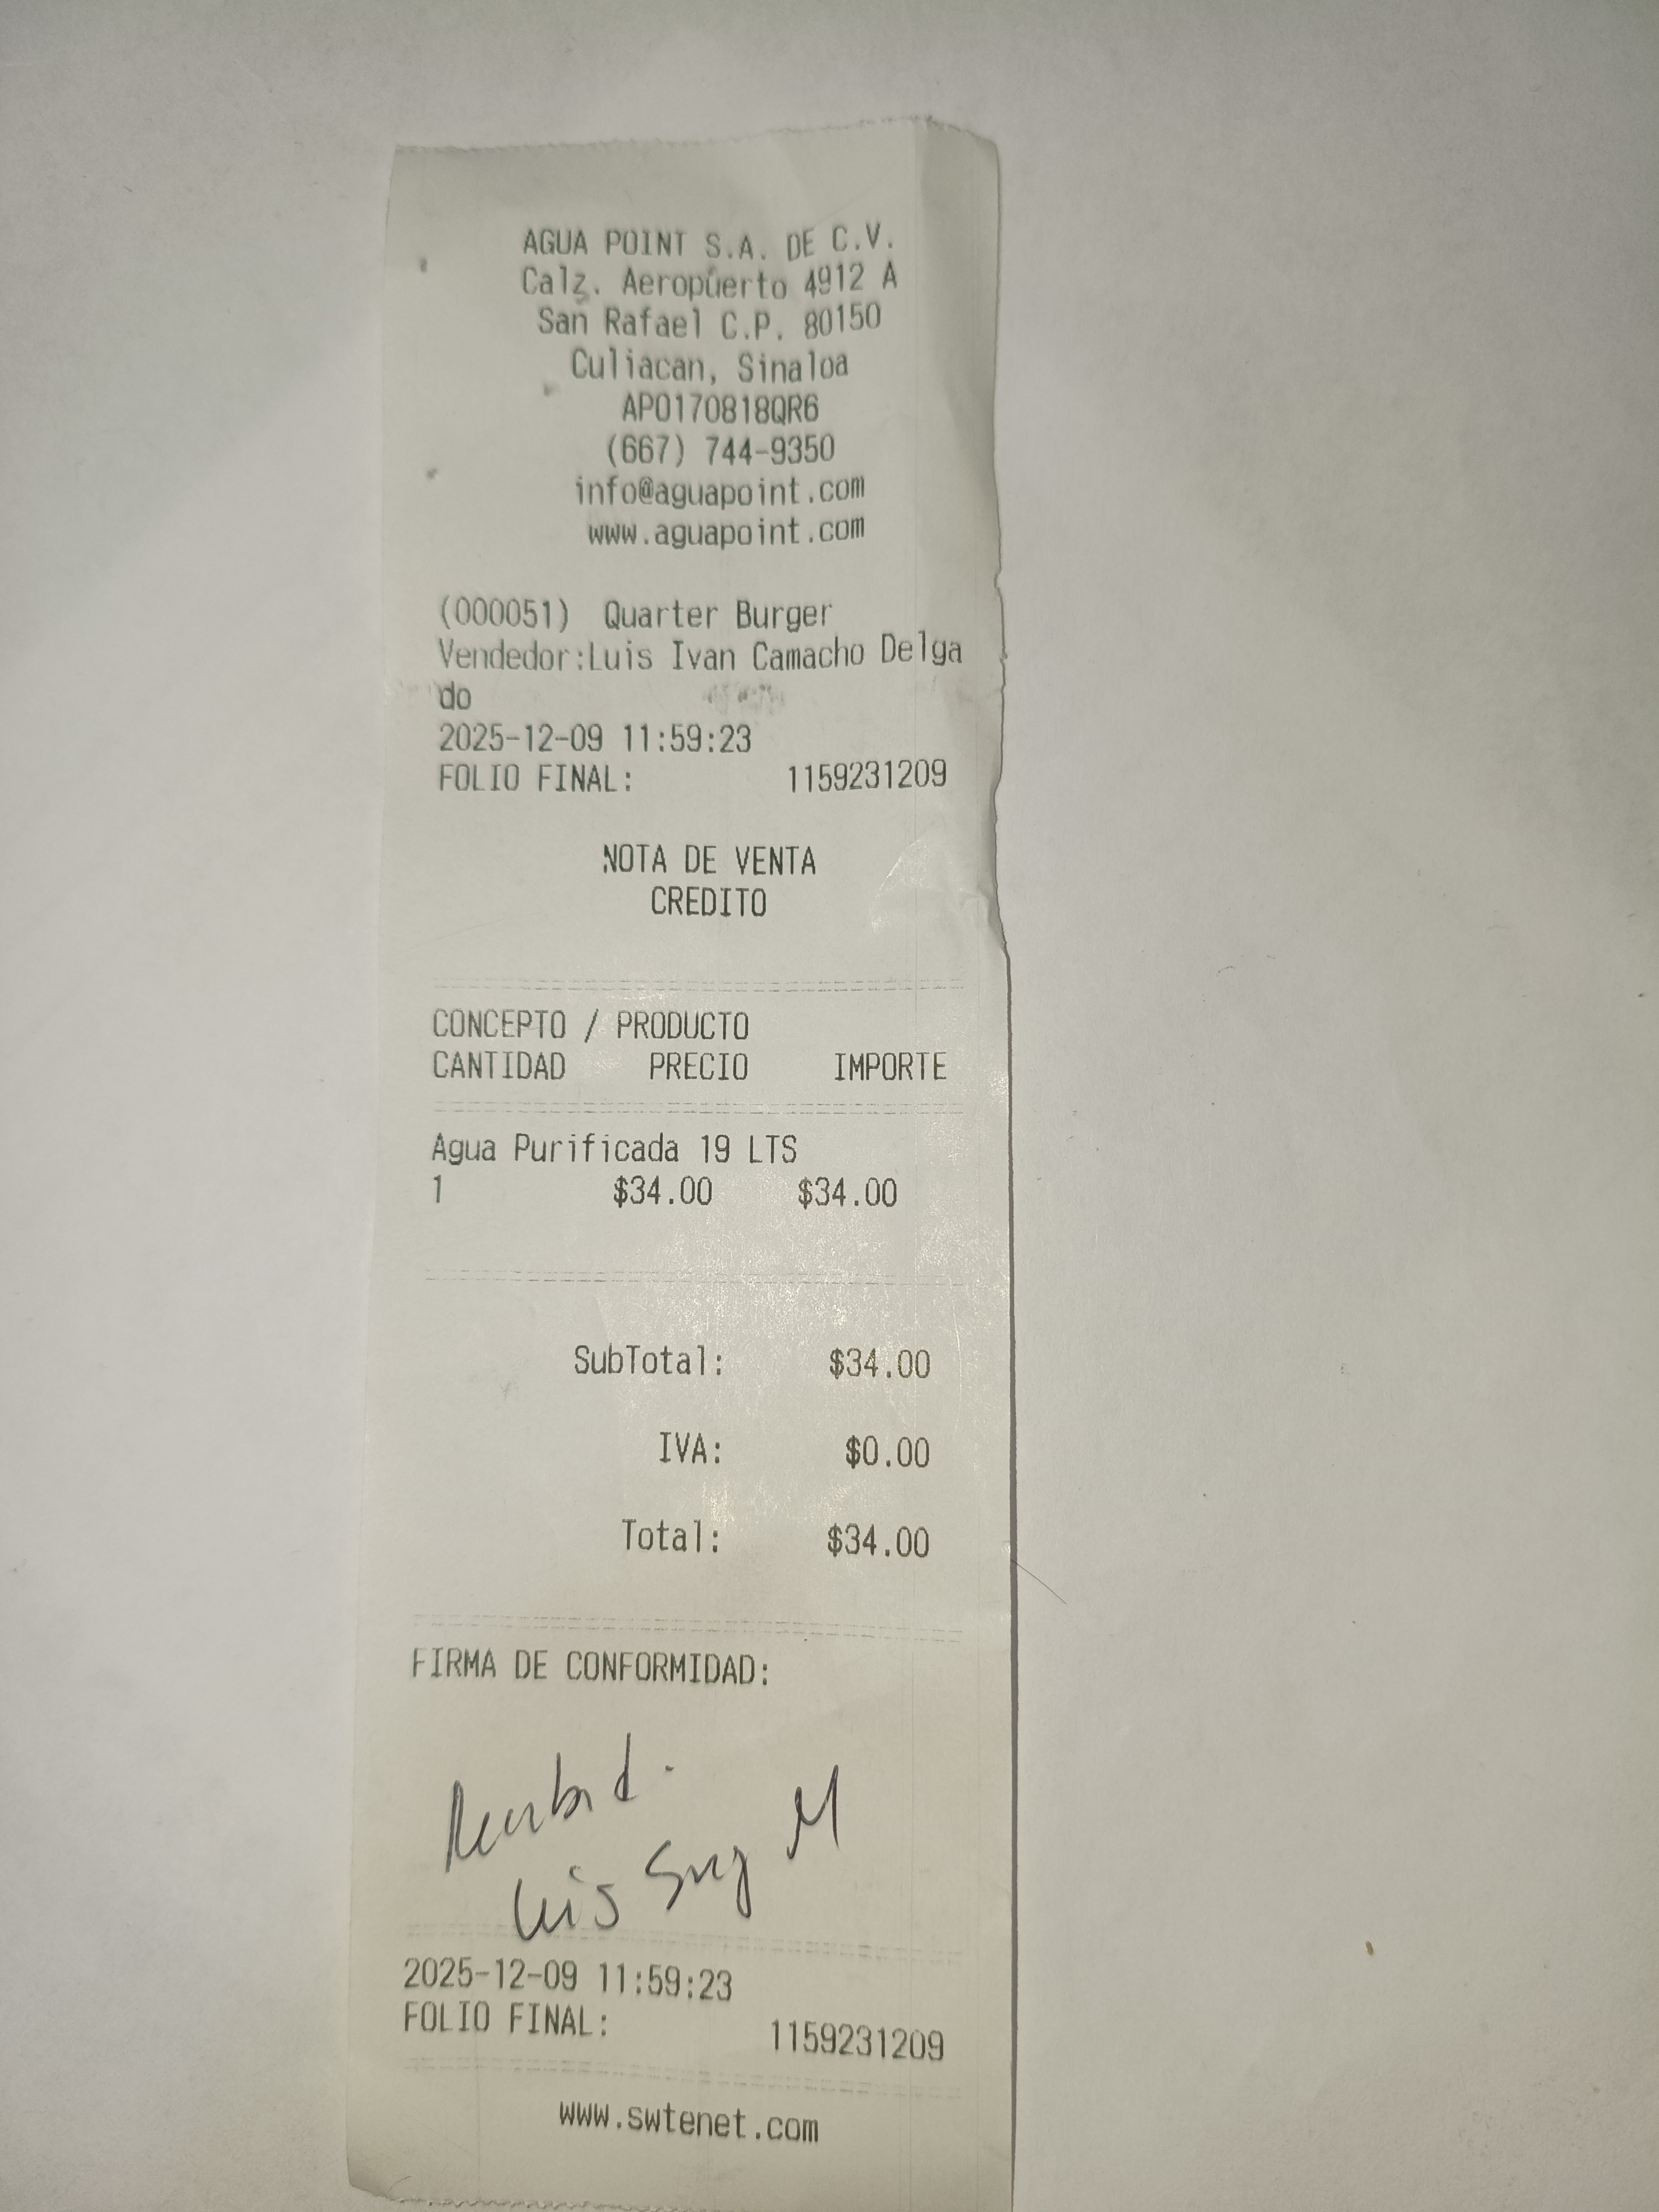 AGUA POINT S.A. DE C.V.
Calz. Aeropuerto 4912 A
San Rafael C.P. 80150
Culiacan, Sinaloa
APO170818QR6
(667) 744-9350
info@aguapoint.com
www.aguapoint.com
(000051) Quarter Burger
Vendedor:Luis Ivan Camacho Delga
do
2025-12-09 11:59:23
FOLIO FINAL: 1159231209
NOTA DE VENTA
CREDITO
CONCEPTO / PRODUCTO
CANTIDAD PRECIO IMPORTE
Agua Purificada 19 LTS
1 $34.00 $34.00
SubTotal: $34.00
IVA: $0.00
Total: $34.00
FIRMA DE CONFORMIDAD:
Luis M
2025-12-09 11:59:23
FOLIO FINAL: 1159231209
www.swtenet.com